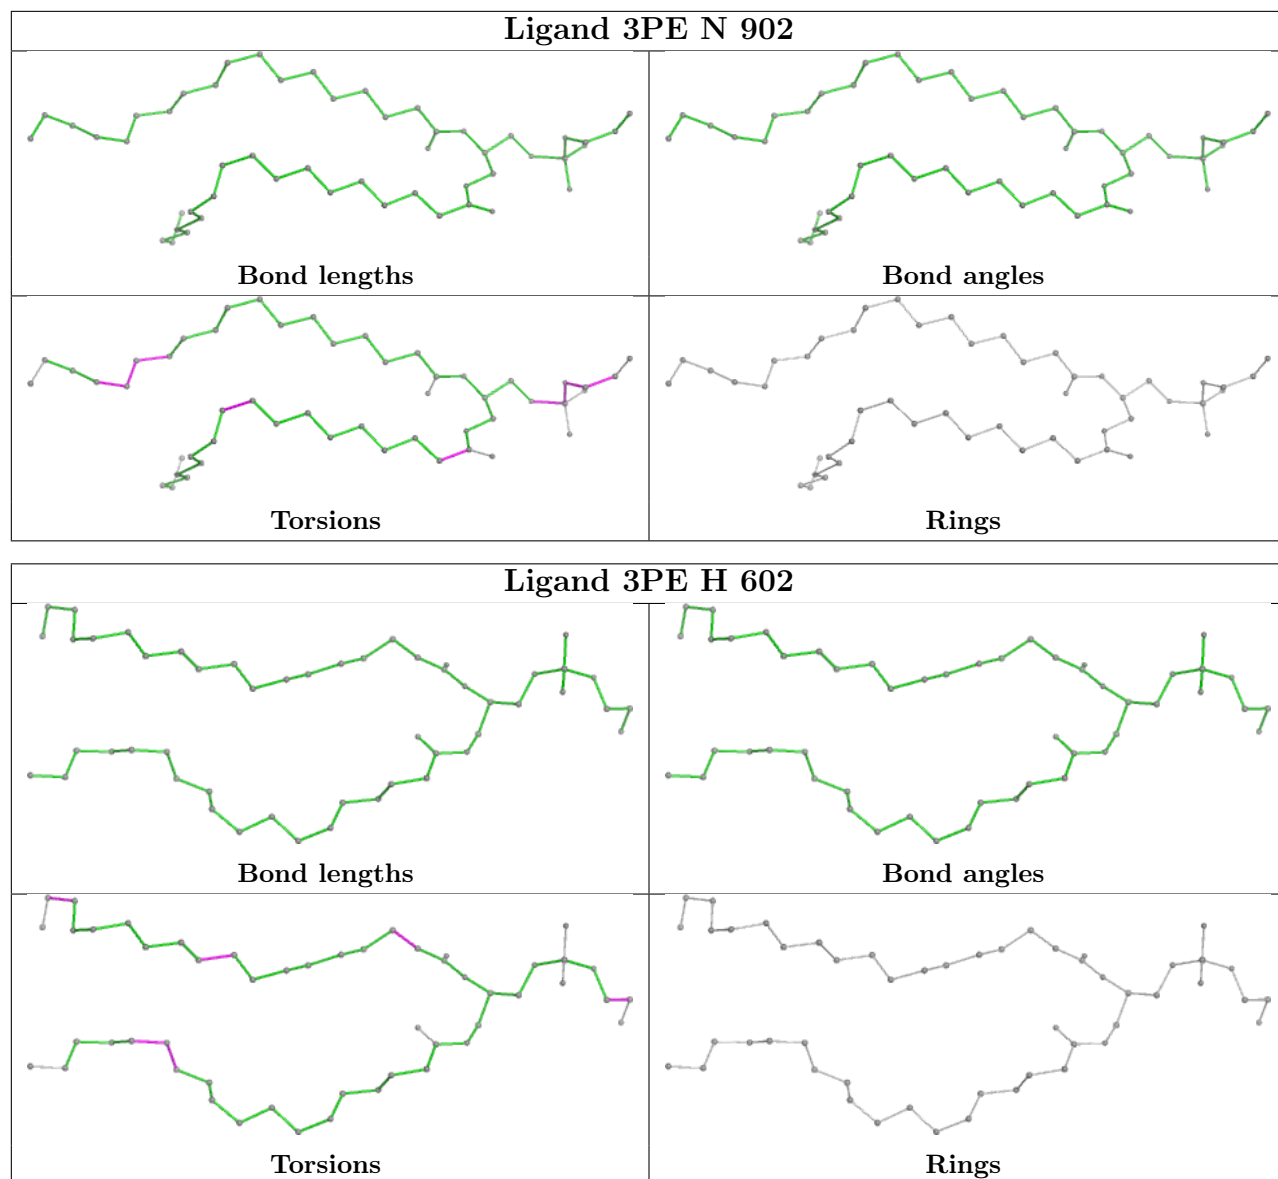 Ligand 3PE N 902
Bond lengths
Bond angles
Torsions
Rings
Ligand 3PE H 602
Bond lengths
Bond angles
Torsions
Rings